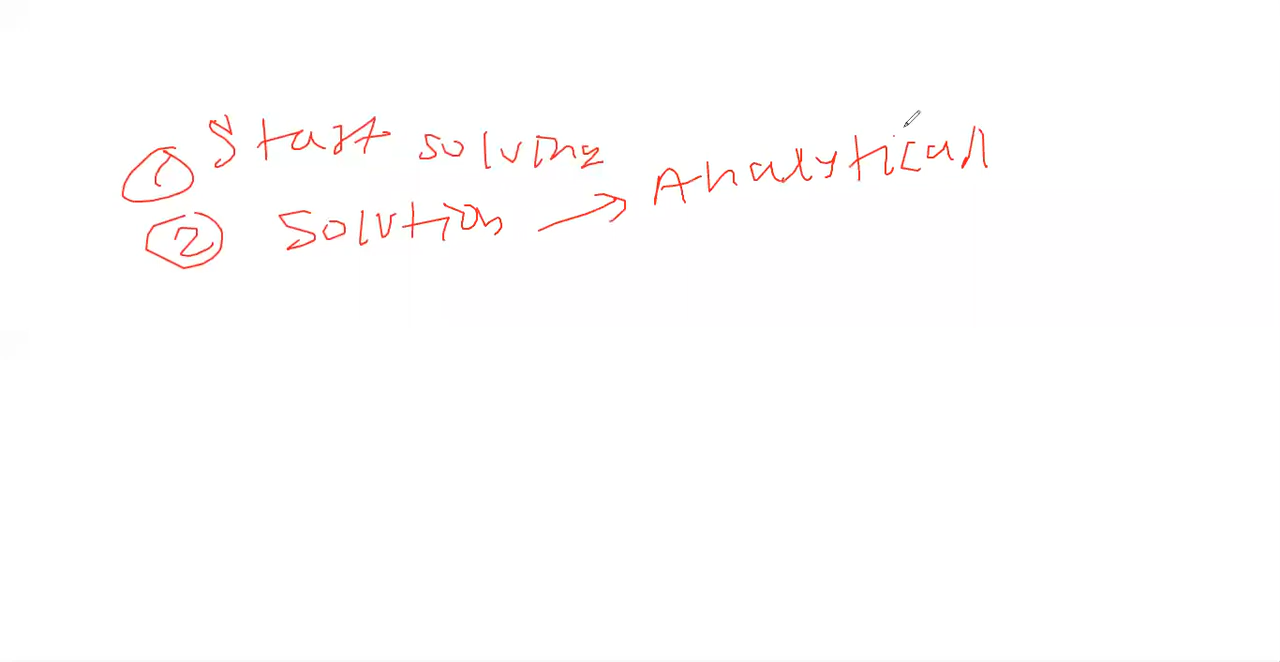 ① Start solving
② Solution → Analytical